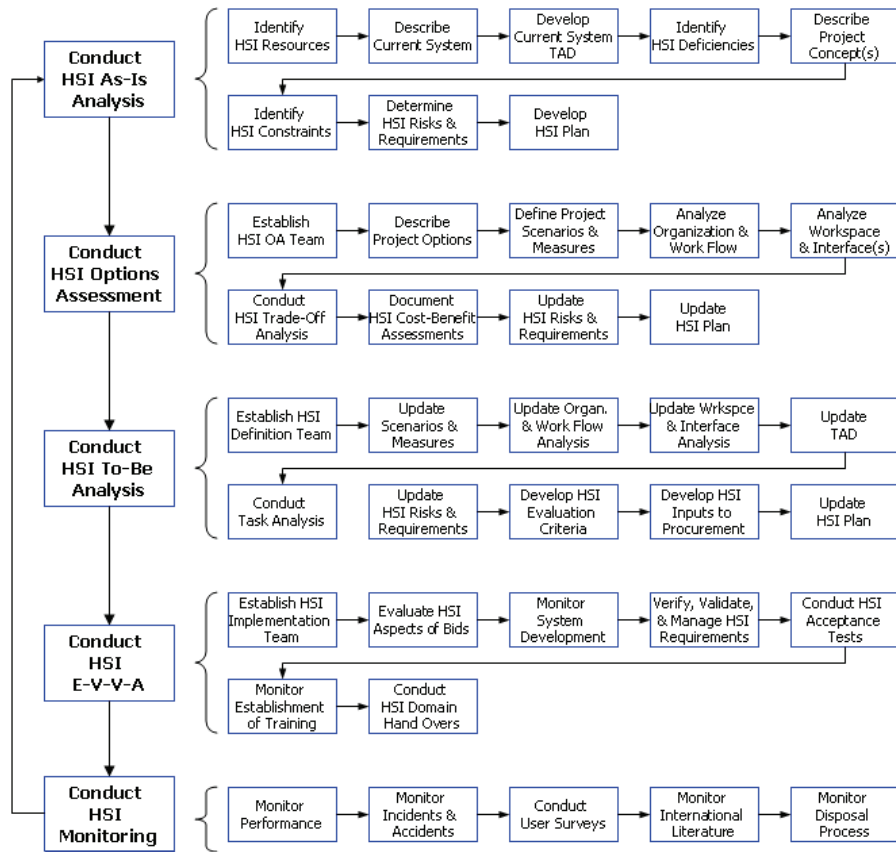 Conduct
HSI As-Is
Analysis
Identify
HSI Resources
Describe
Current System
Develop
Current System
TAD
Identify
HSI Deficiencies
Describe
Project
Concept(s)
Identify
HSI Constraints
Determine
HSI Risks &
Requirements
Develop
HSI Plan
Conduct
HSI Options
Assessment
Establish
HSI OA Team
Describe
Project Options
Define Project
Scenarios &
Measures
Analyze
Organization &
Work Flow
Analyze
Workspace
& Interface(s)
Conduct
HSI Trade-Off
Analysis
Document
HSI Cost-Benefit
Assessments
Update
HSI Risks &
Requirements
Update
HSI Plan
Conduct
HSI To-Be
Analysis
Establish HSI
Definition Team
Update
Scenarios &
Measures
Update Organ.
& Work Flow
Analysis
Update Wrkspce
& Interface
Analysis
Update
TAD
Conduct
Task Analysis
Update
HSI Risks &
Requirements
Develop HSI
Evaluation
Criteria
Develop HSI
Inputs to
Procurement
Update
HSI Plan
Conduct
HSI
E-V-V-A
Establish HSI
Implementation
Team
Evaluate HSI
Aspects of Bids
Monitor
System
Development
Verify, Validate,
& Manage HSI
Requirements
Conduct HSI
Acceptance
Tests
Monitor
Establishment
of Training
Conduct
HSI Domain
Hand Overs
Conduct
HSI
Monitoring
Monitor
Performance
Monitor
Incidents &
Accidents
Conduct
User Surveys
Monitor
International
Literature
Monitor
Disposal
Process